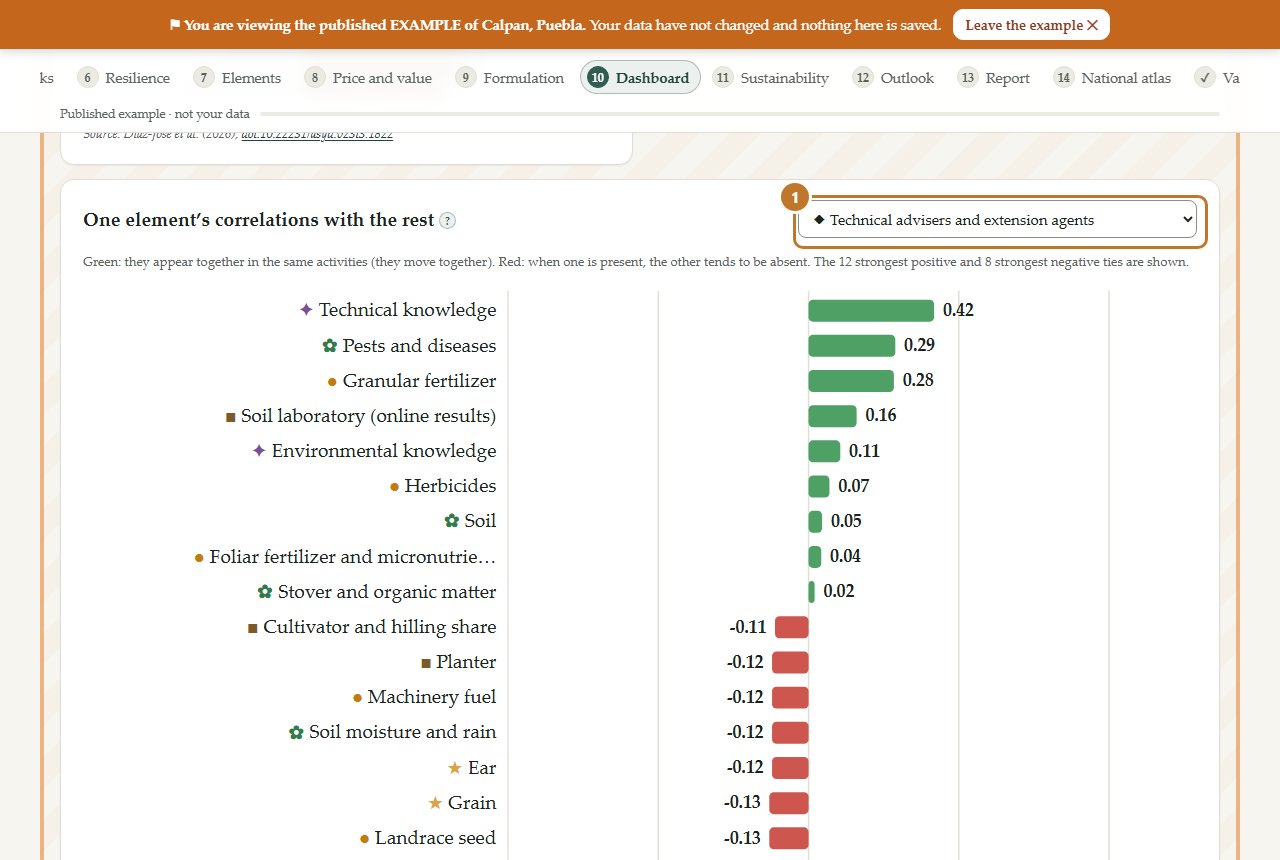 ⚑ You are viewing the published EXAMPLE of Calpan, Puebla. Your data have not changed and nothing here is saved. Leave the example ✕
ks 6 Resilience 7 Elements 8 Price and value 9 Formulation 10 Dashboard 11 Sustainability 12 Outlook 13 Report 14 National atlas ✓ Va
Published example · not your data
One element’s correlations with the rest ?
1
◆ Technical advisers and extension agents
Green: they appear together in the same activities (they move together). Red: when one is present, the other tends to be absent. The 12 strongest positive and 8 strongest negative ties are shown.
✦ Technical knowledge 0.42
✿ Pests and diseases 0.29
● Granular fertilizer 0.28
■ Soil laboratory (online results) 0.16
✦ Environmental knowledge 0.11
● Herbicides 0.07
✿ Soil 0.05
● Foliar fertilizer and micronutrie… 0.04
✿ Stover and organic matter 0.02
■ Cultivator and hilling share -0.11
■ Planter -0.12
● Machinery fuel -0.12
✿ Soil moisture and rain -0.12
★ Ear -0.12
★ Grain -0.13
● Landrace seed -0.13